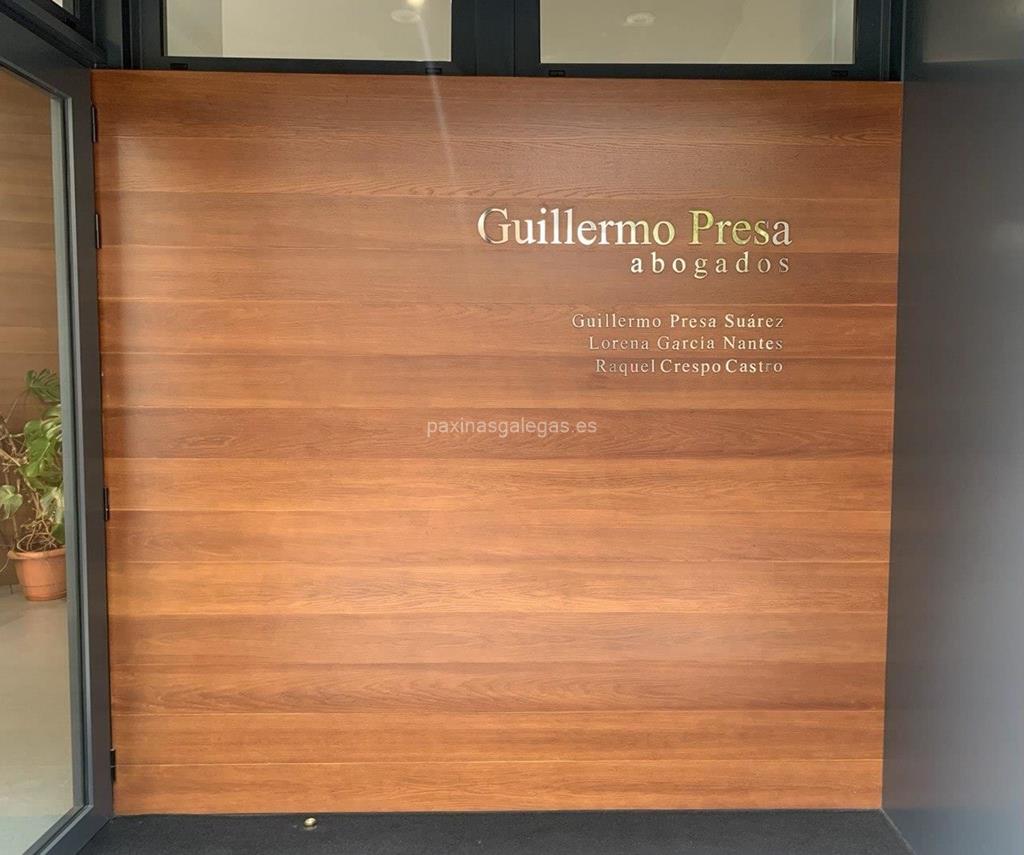 Guillermo Presa
abogados
Guillermo Presa Suárez
Lorena García Nantes
Raquel Crespo Castro
paxinasgalegas.es